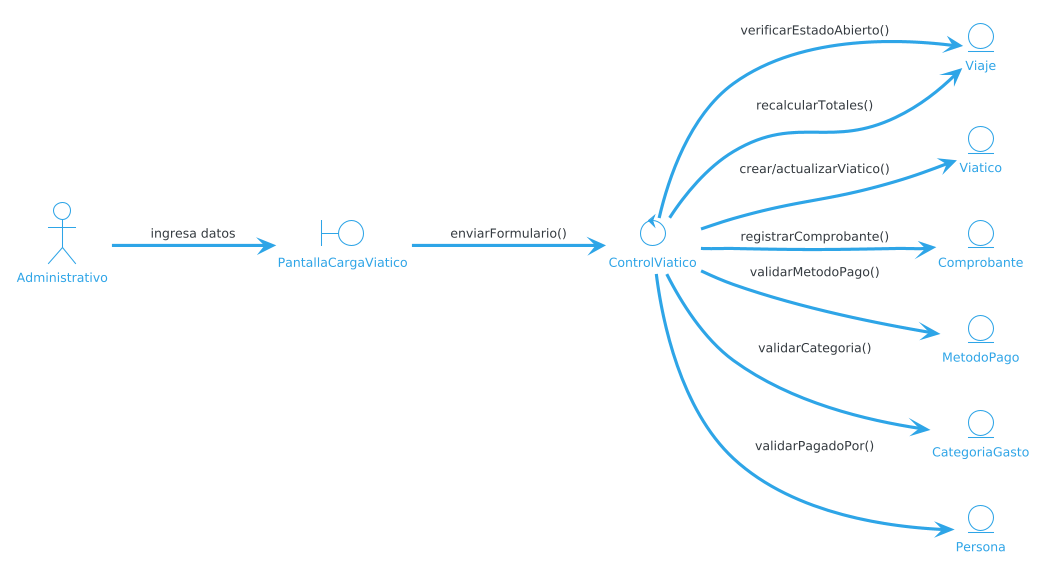 verificarEstadoAbierto()
Viaje
recalcularTotales()
crear/actualizarViatico()
Viatico
ingresa datos
enviarFormulario()
registrarComprobante()
Administrativo
PantallaCargaViatico
ControlViatico
Comprobante
validarMetodoPago()
MetodoPago
validarCategoria()
CategoriaGasto
validarPagadoPor()
Persona